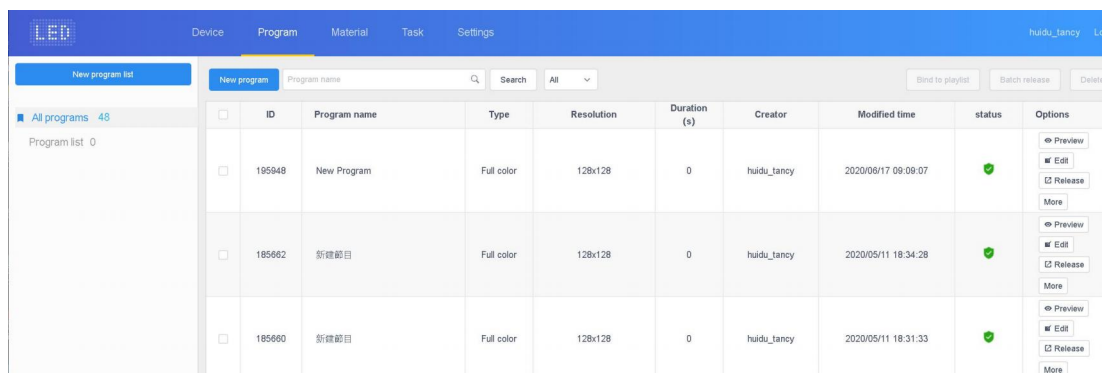 LED Device Program Material Task Settings huidu_tancy
New program list New program Program name Search All Bind to playlist Batch release Delete
All programs 48
Program list 0
ID Program name Type Resolution Duration (s) Creator Modified time status Options
195948 New Program Full color 128x128 0 huidu_tancy 2020/06/17 09:09:07
Preview
Edit
Release
More
185662 新建節目 Full color 128x128 0 huidu_tancy 2020/05/11 18:34:28
Preview
Edit
Release
More
185660 新建節目 Full color 128x128 0 huidu_tancy 2020/05/11 18:31:33
Preview
Edit
Release
More